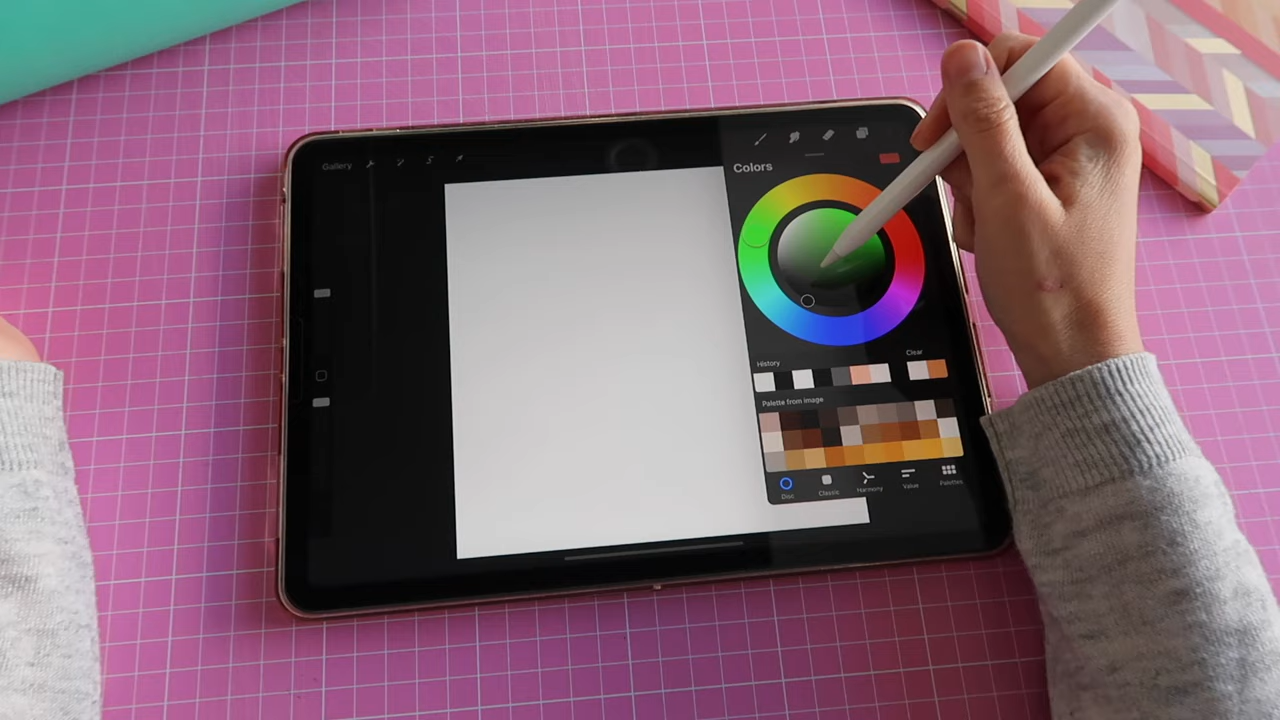 Gallery
Colors
History
Clear
Palette from image
Disc
Classic
Harmony
Value
Palettes